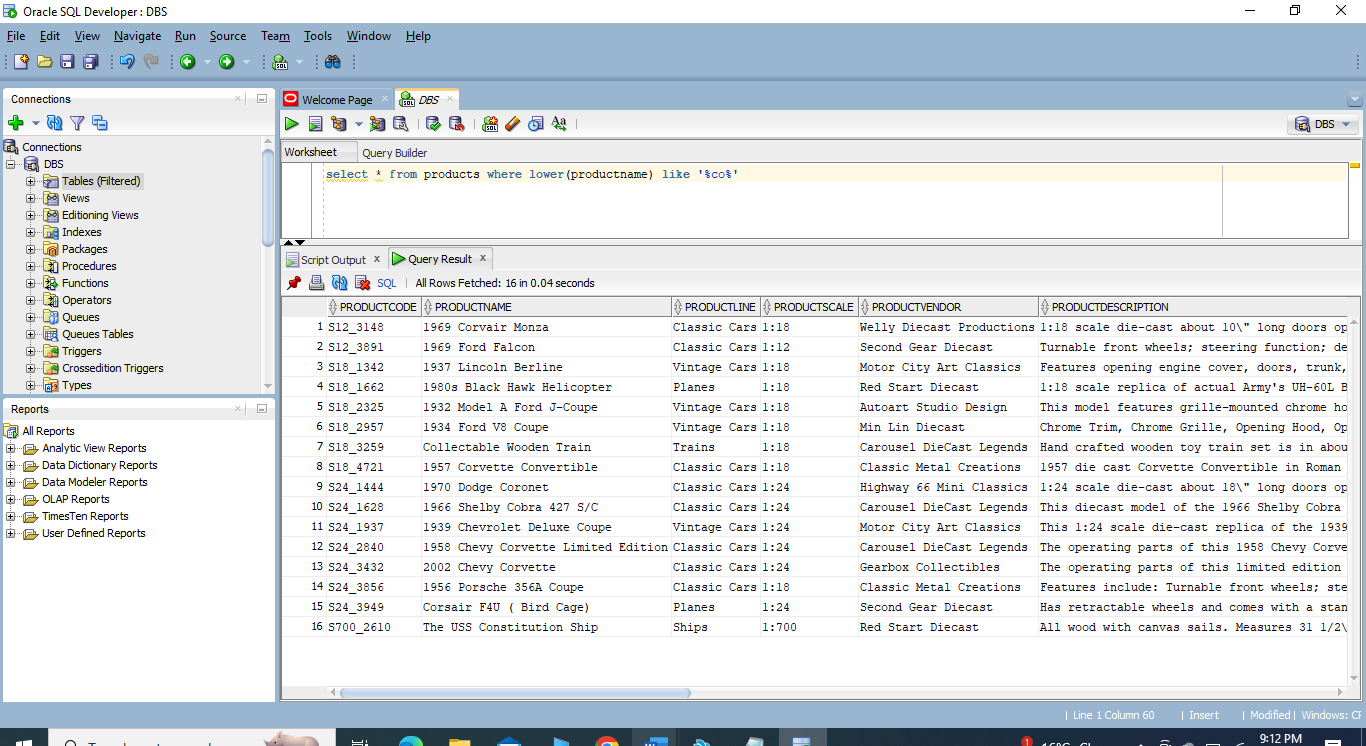 Oracle SQL Developer : DBS
File Edit View Navigate Run Source Team Tools Window Help
Connections
Welcome Page
DBS
DBS
Connections
DBS
Tables (Filtered)
Views
Editioning Views
Indexes
Packages
Procedures
Functions
Operators
Queues
Queues Tables
Triggers
Crossedition Triggers
Types
Worksheet Query Builder
select * from products where lower(productname) like '%co%'
Reports
All Reports
Analytic View Reports
Data Dictionary Reports
Data Modeler Reports
OLAP Reports
TimesTen Reports
User Defined Reports
Script Output x Query Result x
SQL | All Rows Fetched: 16 in 0.04 seconds
PRODUCTCODE PRODUCTNAME PRODUCTLINE PRODUCTSCALE PRODUCTVENDOR PRODUCTDESCRIPTION
1 S12_3148 1969 Corvair Monza Classic Cars 1:18 Welly Diecast Productions 1:18 scale die-cast about 10\" long doors op
2 S12_3891 1969 Ford Falcon Classic Cars 1:12 Second Gear Diecast Turnable front wheels; steering function; de
3 S18_1342 1937 Lincoln Berline Vintage Cars 1:18 Motor City Art Classics Features opening engine cover, doors, trunk,
4 S18_1662 1980s Black Hawk Helicopter Planes 1:18 Red Start Diecast 1:18 scale replica of actual Army's UH-60L B
5 S18_2325 1932 Model A Ford J-Coupe Vintage Cars 1:18 Autoart Studio Design This model features grille-mounted chrome ho
6 S18_2957 1934 Ford V8 Coupe Vintage Cars 1:18 Min Lin Diecast Chrome Trim, Chrome Grille, Opening Hood, Op
7 S18_3259 Collectable Wooden Train Trains 1:18 Carousel DieCast Legends Hand crafted wooden toy train set is in abou
8 S18_4721 1957 Corvette Convertible Classic Cars 1:18 Classic Metal Creations 1957 die cast Corvette Convertible in Roman
9 S24_1444 1970 Dodge Coronet Classic Cars 1:24 Highway 66 Mini Classics 1:24 scale die-cast about 18\" long doors op
10 S24_1628 1966 Shelby Cobra 427 S/C Classic Cars 1:24 Carousel DieCast Legends This diecast model of the 1966 Shelby Cobra
11 S24_1937 1939 Chevrolet Deluxe Coupe Vintage Cars 1:24 Motor City Art Classics This 1:24 scale die-cast replica of the 1939
12 S24_2840 1958 Chevy Corvette Limited Edition Classic Cars 1:24 Carousel DieCast Legends The operating parts of this 1958 Chevy Corve
13 S24_3432 2002 Chevy Corvette Classic Cars 1:24 Gearbox Collectibles The operating parts of this limited edition
14 S24_3856 1956 Porsche 356A Coupe Classic Cars 1:18 Classic Metal Creations Features include: Turnable front wheels; ste
15 S24_3949 Corsair F4U ( Bird Cage) Planes 1:24 Second Gear Diecast Has retractable wheels and comes with a stan
16 S700_2610 The USS Constitution Ship Ships 1:700 Red Start Diecast All wood with canvas sails. Measures 31 1/2\
| Line 1 Column 60 | Insert | Modified | Windows: CF
9:12 PM